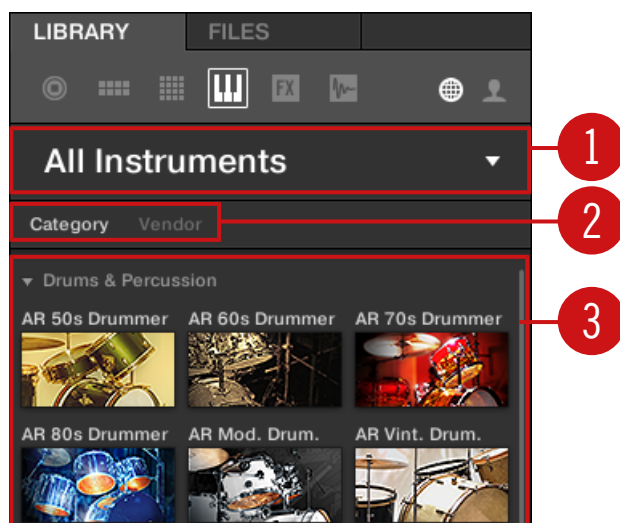 LIBRARY FILES
FX
All Instruments
1
Category Vendor
2
Drums & Percussion
AR 50s Drummer AR 60s Drummer AR 70s Drummer
3
AR 80s Drummer AR Mod. Drum. AR Vint. Drum.